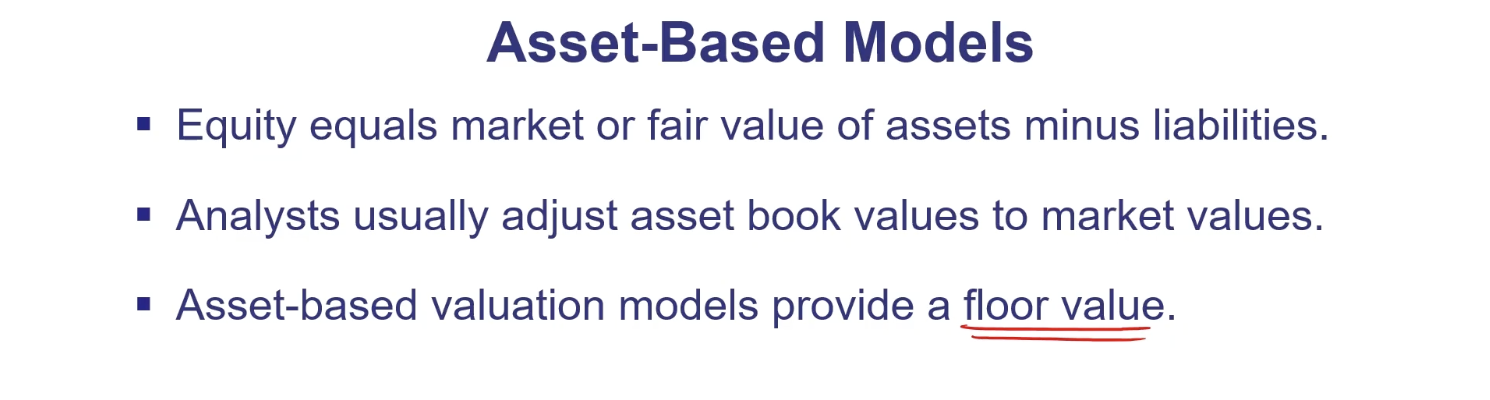 Asset-Based Models
▪ Equity equals market or fair value of assets minus liabilities.
▪ Analysts usually adjust asset book values to market values.
▪ Asset-based valuation models provide a floor value.